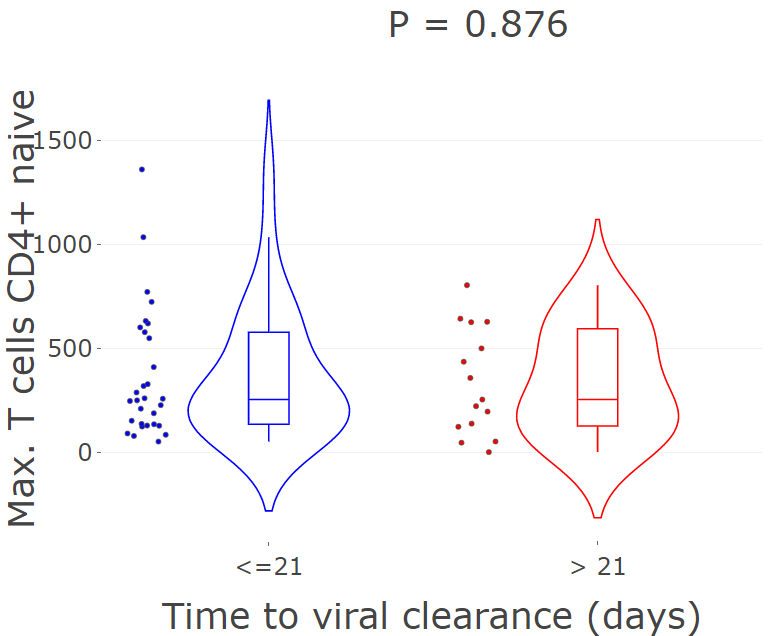 P = 0.876
Max. T cells CD4+ naive
1500
1000
500
0
<=21
> 21
Time to viral clearance (days)